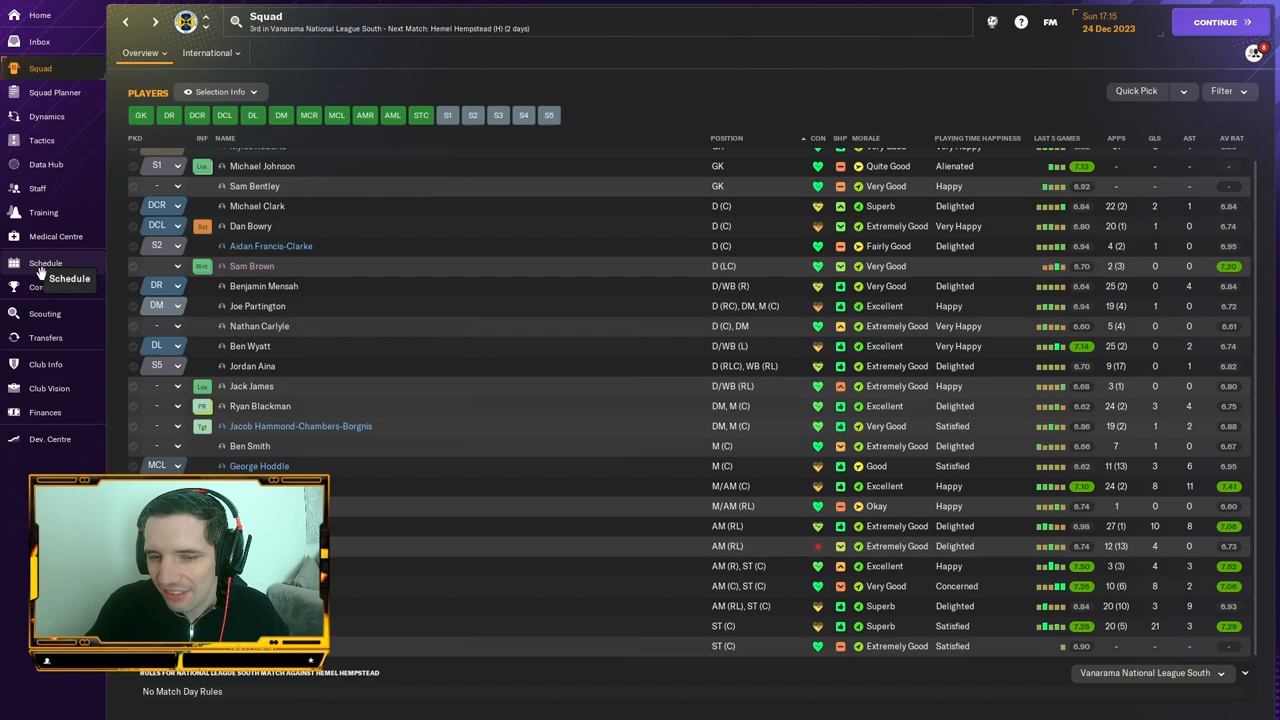 Home
Inbox
Squad
Squad Planner
Dynamics
Tactics
Data Hub
Staff
Training
Medical Centre
Schedule
Schedule
Scouting
Transfers
Club Info
Club Vision
Finances
Dev. Centre
Squad
3rd in Vanarama National League South - Next Match: Hemel Hempstead (H) (2 days)
FM
Sun 17:15
24 Dec 2023
CONTINUE
8
Overview
International
PLAYERS
Selection Info
Quick Pick
Filter
GK DR DCR DCL DL DM MCR MCL AMR AML STC S1 S2 S3 S4 S5
PKD INF NAME POSITION CON SHP MORALE PLAYING TIME HAPPINESS LAST 5 GAMES APPS GLS AST AV RAT
S1 Loa Michael Johnson GK Quite Good Alienated 7.13 - - - -
- Sam Bentley GK Very Good Happy 6.92 - - - -
DCR Michael Clark D (C) Superb Delighted 6.84 22 (2) 2 1 6.84
DCL Rst Dan Bowry D (C) Extremely Good Very Happy 6.80 20 (1) 0 0 6.74
S2 Aidan Francis-Clarke D (C) Fairly Good Delighted 6.94 4 (2) 1 0 6.95
Wnt Sam Brown D (LC) Very Good 6.70 2 (3) 0 0 7.20
DR Benjamin Mensah D/WB (R) Extremely Good Delighted 6.64 25 (2) 0 4 6.84
DM Joe Partington D (RC), DM, M (C) Excellent Delighted 6.94 19 (4) 1 0 6.72
- Nathan Carlyle D (C), DM Extremely Good Very Happy 6.60 5 (4) 0 0 6.61
DL Ben Wyatt D/WB (L) Excellent Very Happy 7.14 25 (2) 0 2 6.74
S5 Jordan Aina D (RLC), WB (RL) Extremely Good Delighted 6.70 9 (17) 0 1 6.82
- Loa Jack James D/WB (RL) Extremely Good Happy 6.68 3 (1) 0 0 6.80
- PR Ryan Blackman DM, M (C) Excellent Delighted 6.62 24 (2) 3 4 6.75
- Tgt Jacob Hammond-Chambers-Borgnis DM, M (C) Very Good Satisfied 6.86 19 (2) 1 2 6.88
- Ben Smith M (C) Extremely Good Delighted 6.66 7 1 0 6.67
MCL George Hoddle M (C) Good Satisfied 6.62 11 (13) 3 6 6.95
M/AM (C) Excellent Happy 7.10 24 (2) 8 11 7.41
M/AM (RL) Okay Happy 6.74 1 0 0 6.60
AM (RL) Extremely Good Delighted 6.98 27 (1) 10 8 7.06
AM (RL) Extremely Good Delighted 6.74 12 (13) 4 0 6.73
AM (R), ST (C) Excellent Happy 7.50 3 (3) 4 3 7.62
AM (C), ST (C) Very Good Concerned 7.26 10 (6) 8 2 7.06
AM (RL), ST (C) Superb Delighted 6.84 20 (10) 3 9 6.93
ST (C) Superb Delighted 7.28 20 (5) 21 3 7.29
ST (C) Extremely Good Happy 6.90 - - - -
RULES FOR NATIONAL LEAGUE SOUTH MATCH AGAINST HEMEL HEMPSTEAD
Vanarama National League South
No Match Day Rules